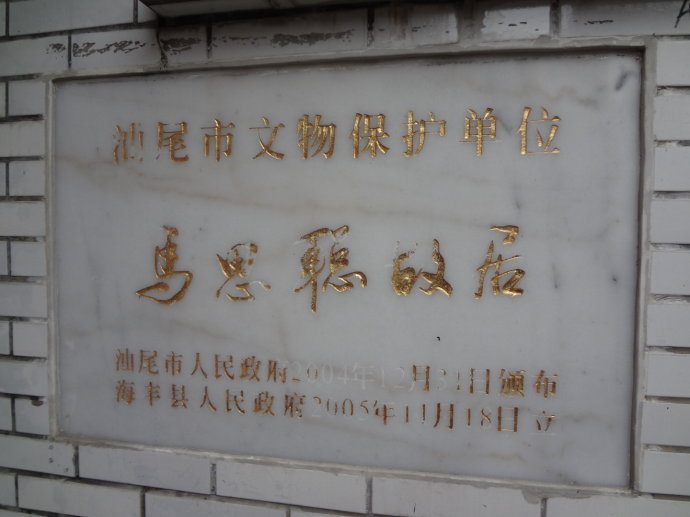 汕尾市文物保护单位
馬思聪故居
汕尾市人民政府2004年12月31日颁布
海丰县人民政府2005年11月18日立